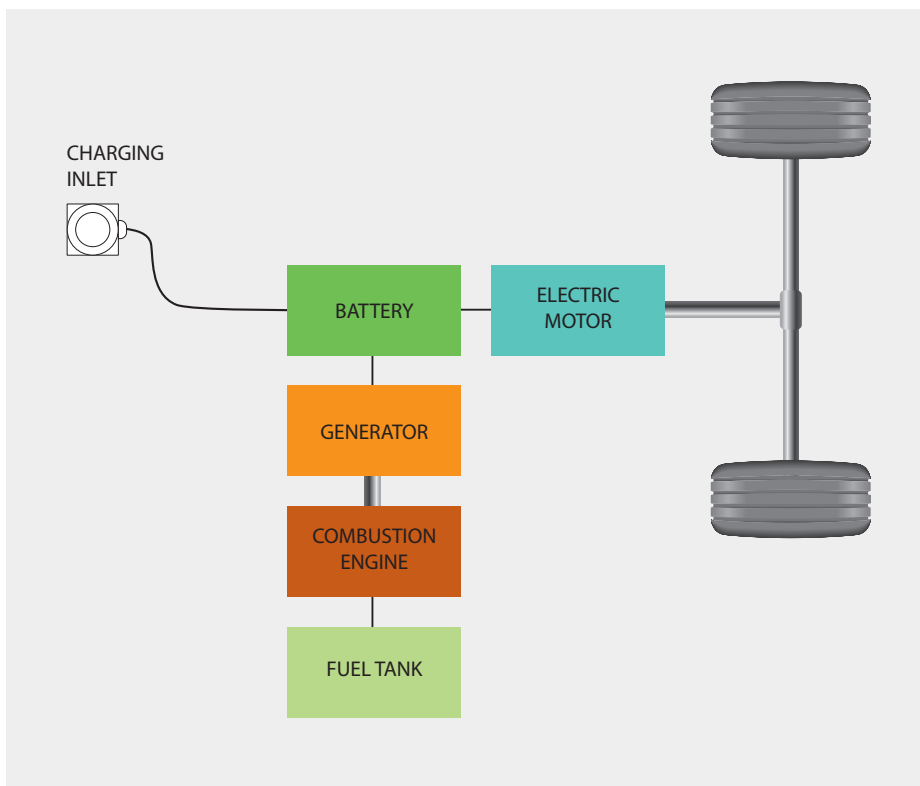 CHARGING
INLET
BATTERY
ELECTRIC
MOTOR
GENERATOR
COMBUSTION
ENGINE
FUEL TANK